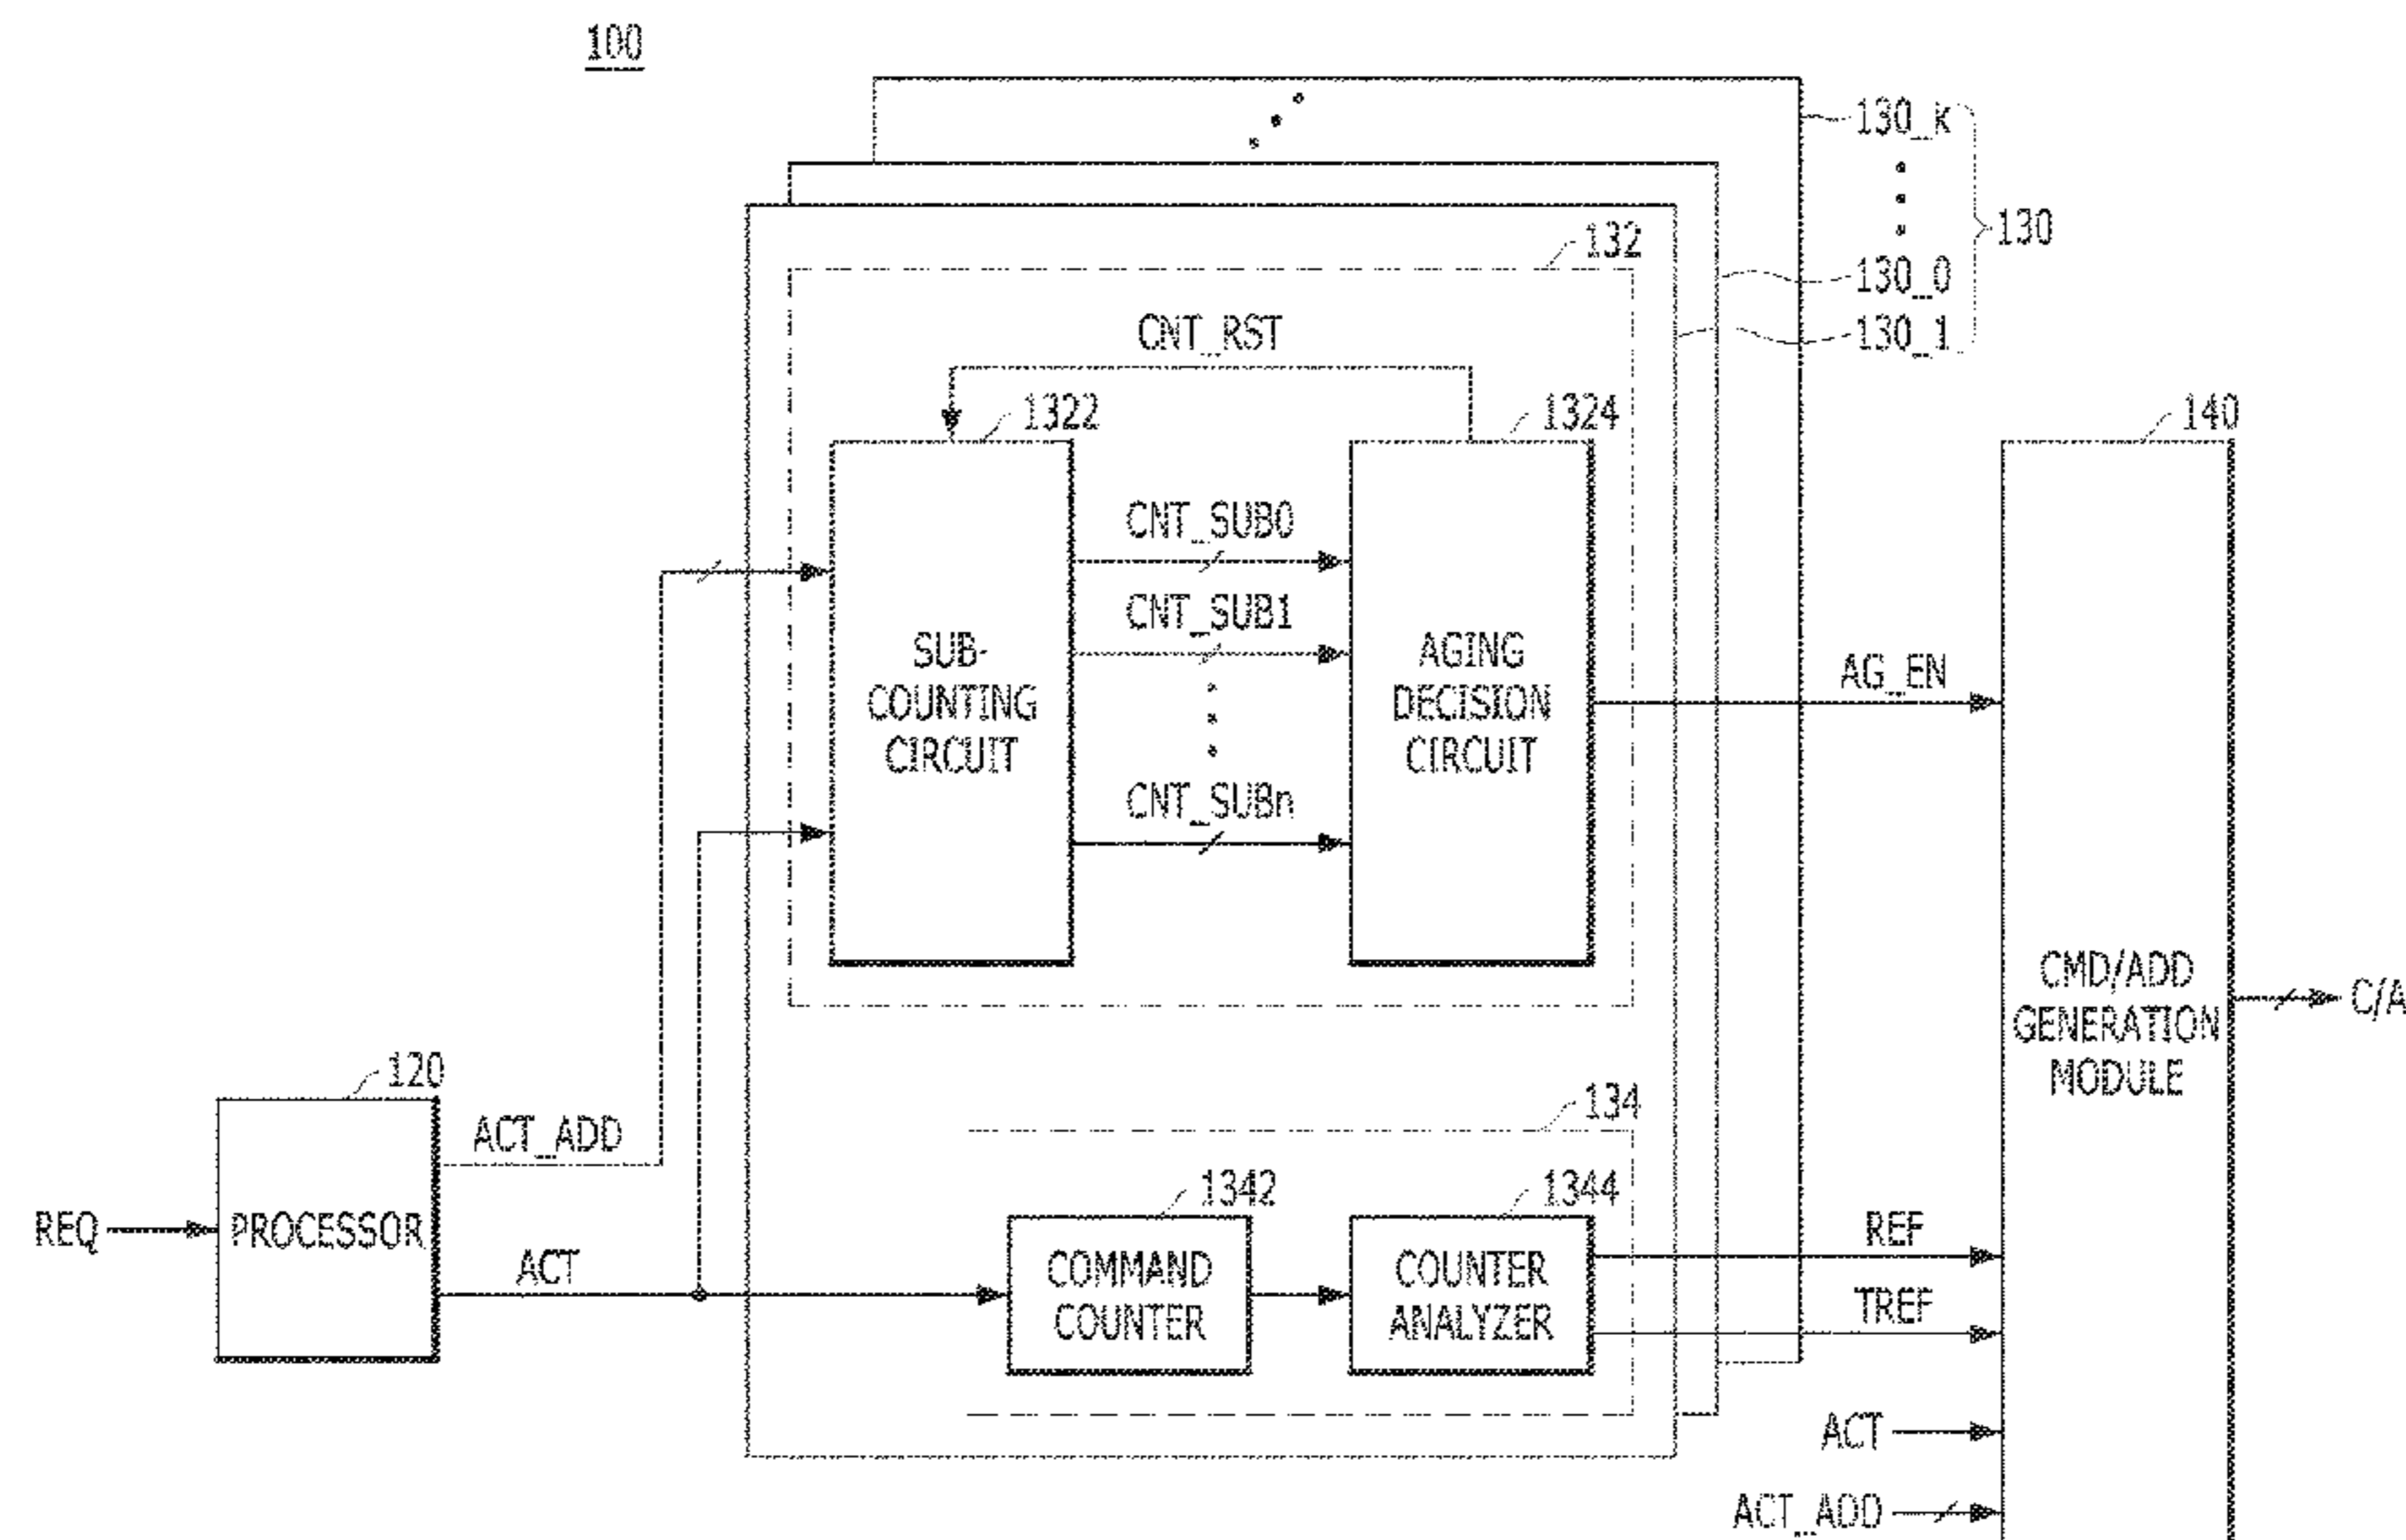 100
130_k
132
130
130_0
CNT_RST
130_1
1322
1324
140
CNT_SUB0
CNT_SUB1
SUB-
COUNTING
CIRCUIT
AGING
DECISION
CIRCUIT
AG_EN
CNT_SUBn
CMD/ADD
GENERATION
MODULE
C/A
120
134
ACT_ADD
1342
1344
REQ
PROCESSOR
REF
ACT
COMMAND
COUNTER
COUNTER
ANALYZER
TREF
ACT
ACT_ADD